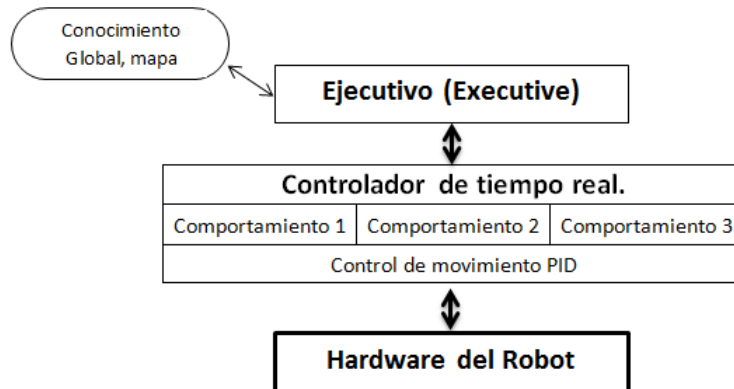 Conocimiento
Global, mapa
Ejecutivo (Executive)
Controlador de tiempo real.
Comportamiento 1
Comportamiento 2
Comportamiento 3
Control de movimiento PID
Hardware del Robot